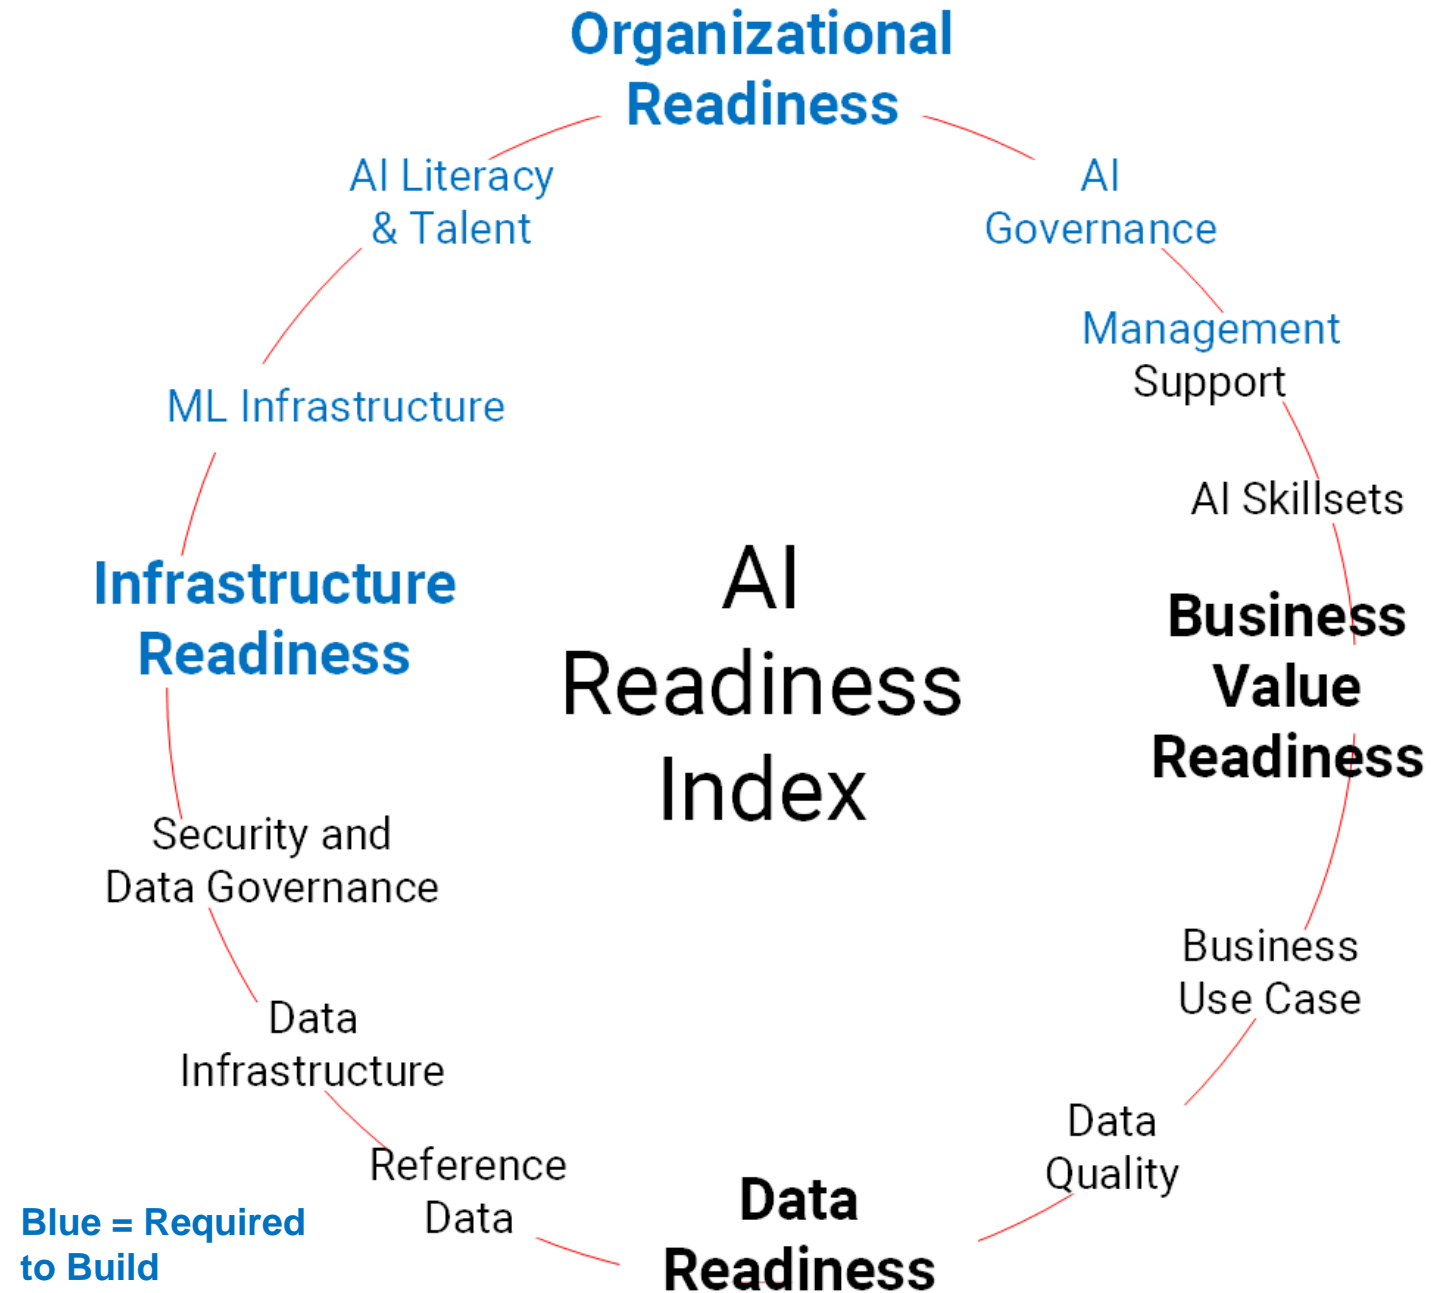 Organizational
Readiness
AI Literacy
& Talent
AI
Governance
Management
Support
ML Infrastructure
AI Skillsets
Infrastructure
Readiness
AI
Readiness
Index
Business
Value
Readiness
Security and
Data Governance
Business
Use Case
Data
Infrastructure
Data
Quality
Reference
Data
Data
Readiness
Blue = Required
to Build